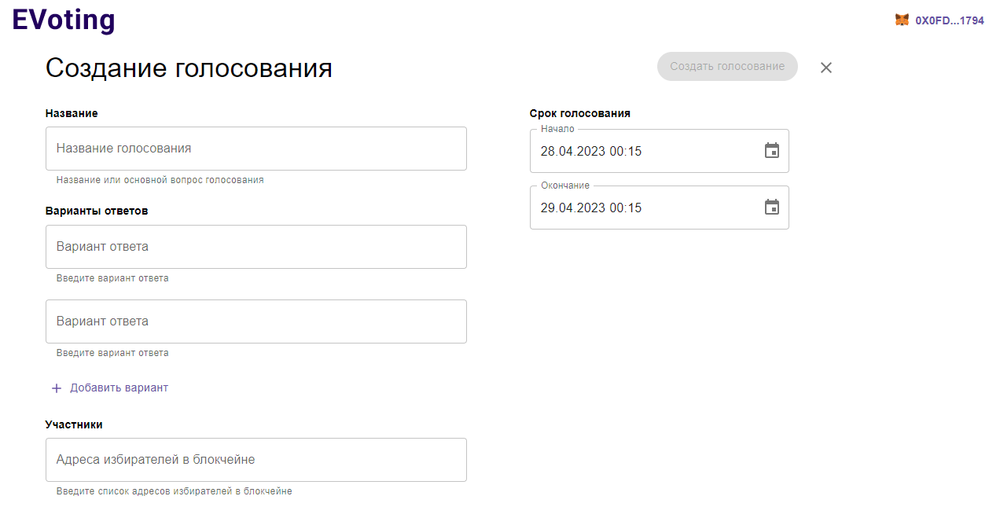 EVoting
0X0FD...1794
Создание голосования
Создать голосование
Название
Название голосования
Название или основной вопрос голосования
Варианты ответов
Вариант ответа
Введите вариант ответа
Вариант ответа
Введите вариант ответа
Добавить вариант
Участники
Адреса избирателей в блокчейне
Введите список адресов избирателей в блокчейне
Срок голосования
Начало
28.04.2023 00:15
Окончание
29.04.2023 00:15